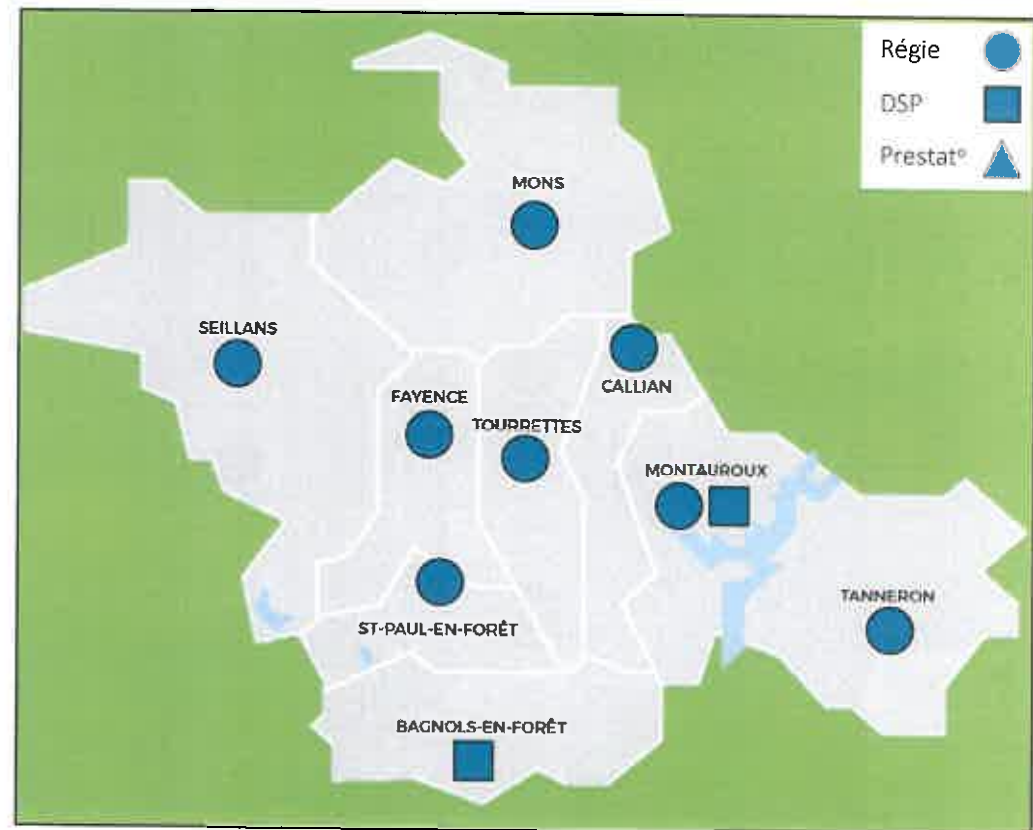 Régie
DSP
Prestat°
MONS
SEILLANS
CALLIAN
FAYENCE
TOURRETTES
MONTAUROUX
TANNERON
ST-PAUL-EN-FORÊT
BAGNOLS-EN-FORÊT